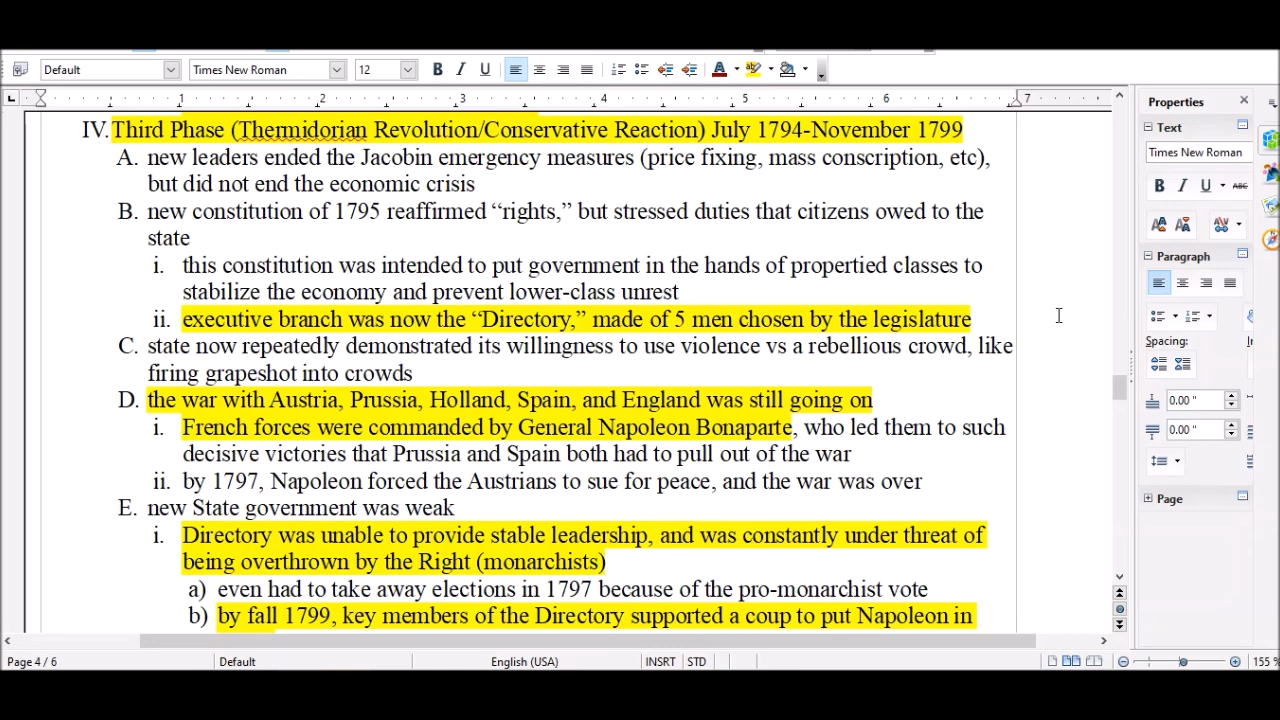 Default Times New Roman 12 B I U
Properties
1 2 3 4 5 6 7
Text
IV. Third Phase (Thermidorian Revolution/Conservative Reaction) July 1794-November 1799
Times New Roman
A. new leaders ended the Jacobin emergency measures (price fixing, mass conscription, etc),
but did not end the economic crisis
B I U ABC
B. new constitution of 1795 reaffirmed “rights,” but stressed duties that citizens owed to the
state
Paragraph
i. this constitution was intended to put government in the hands of propertied classes to
stabilize the economy and prevent lower-class unrest
ii. executive branch was now the “Directory,” made of 5 men chosen by the legislature
C. state now repeatedly demonstrated its willingness to use violence vs a rebellious crowd, like
firing grapeshot into crowds
Spacing:
D. the war with Austria, Prussia, Holland, Spain, and England was still going on
0.00 "
i. French forces were commanded by General Napoleon Bonaparte, who led them to such
decisive victories that Prussia and Spain both had to pull out of the war
0.00 "
ii. by 1797, Napoleon forced the Austrians to sue for peace, and the war was over
E. new State government was weak
Page
i. Directory was unable to provide stable leadership, and was constantly under threat of
being overthrown by the Right (monarchists)
a) even had to take away elections in 1797 because of the pro-monarchist vote
b) by fall 1799, key members of the Directory supported a coup to put Napoleon in
Page 4 / 6 Default English (USA) INSRT STD 155 %